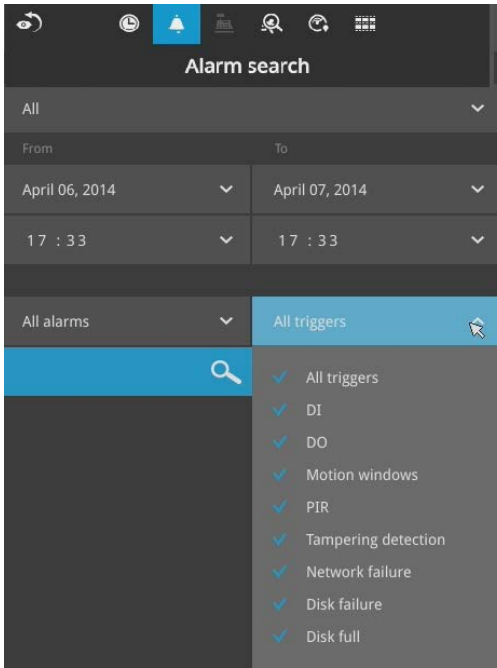 Alarm search
All
From To
April 06, 2014 April 07, 2014
17 : 33 17 : 33
All alarms All triggers
All triggers
DI
DO
Motion windows
PIR
Tampering detection
Network failure
Disk failure
Disk full